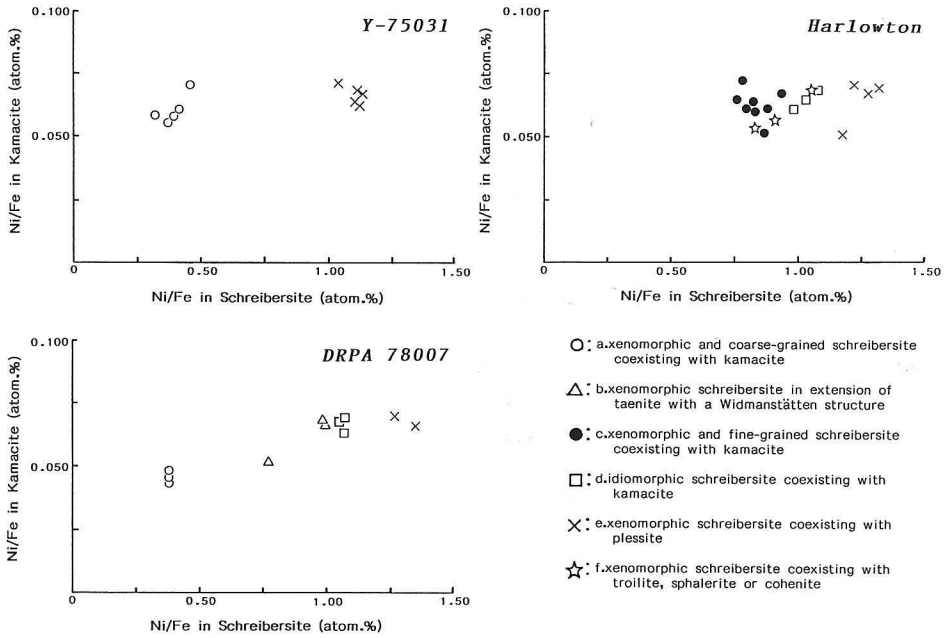 Y-75031
0.100
0.050
0
0.50
1.00
1.50
Ni/Fe in Kamacite (atom.%)
Ni/Fe in Schreibersite (atom.%)
Harlowton
0.100
0.050
0
0.50
1.00
1.50
Ni/Fe in Kamacite (atom.%)
Ni/Fe in Schreibersite (atom.%)
DRPA 78007
0.100
0.050
0
0.50
1.00
1.50
Ni/Fe in Kamacite (atom.%)
Ni/Fe in Schreibersite (atom.%)
: a.xenomorphic and coarse-grained schreibersite
coexisting with kamacite
: b.xenomorphic schreibersite in extension of
taenite with a Widmanstätten structure
: c.xenomorphic and fine-grained schreibersite
coexisting with kamacite
: d.idiomorphic schreibersite coexisting with
kamacite
: e.xenomorphic schreibersite coexisting with
plessite
: f.xenomorphic schreibersite coexisting with
troilite, sphalerite or cohenite